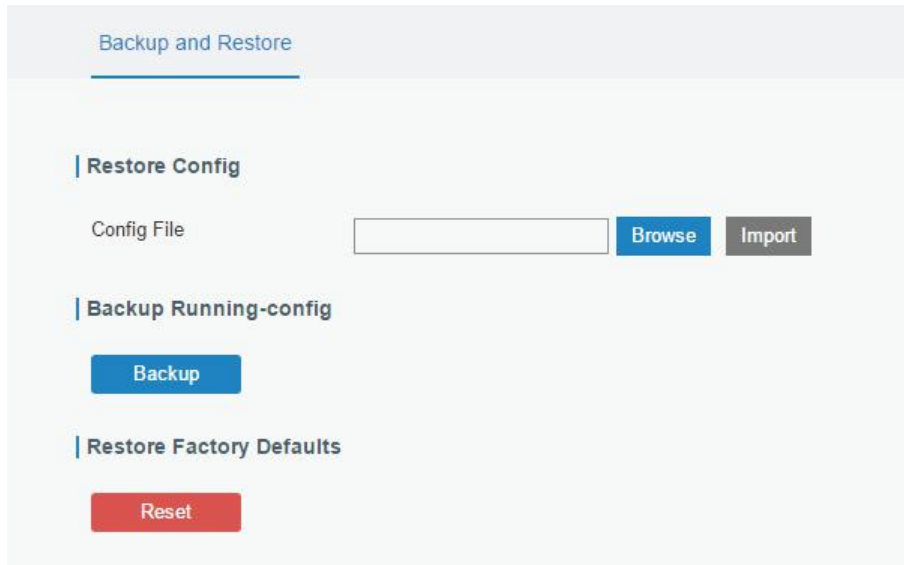 Backup and Restore
Restore Config
Config File Browse Import
Backup Running-config
Backup
Restore Factory Defaults
Reset